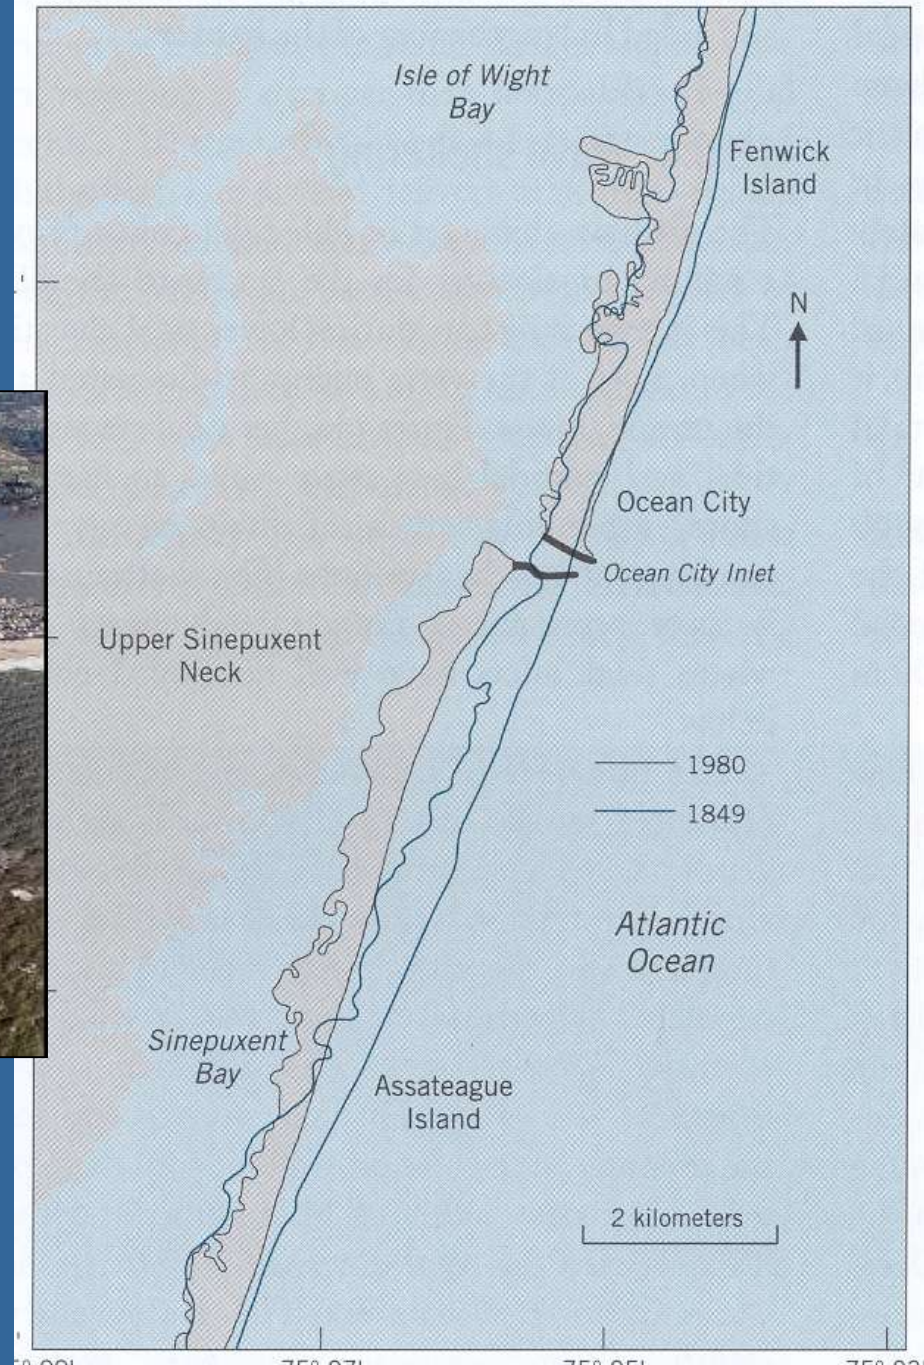 Isle of Wight
Bay
Fenwick
Island
N
Ocean City
Ocean City Inlet
Upper Sinepuxent
Neck
1980
1849
Atlantic
Ocean
Sinepuxent
Bay
Assateague
Island
2 kilometers